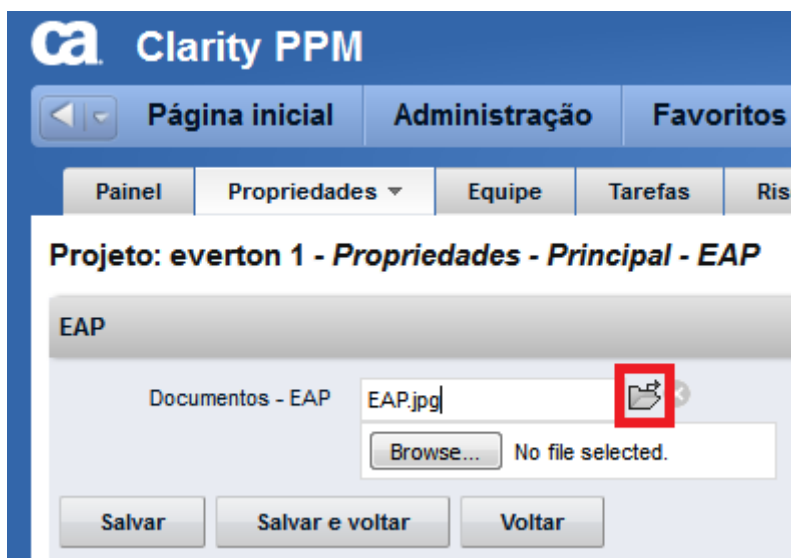 ca Clarity PPM
Página inicial Administração Favoritos
Painel Propriedades Equipe Tarefas Ris
Projeto: everton 1 - Propriedades - Principal - EAP
EAP
Documentos - EAP EAP.jpg
Browse... No file selected.
Salvar Salvar e voltar Voltar